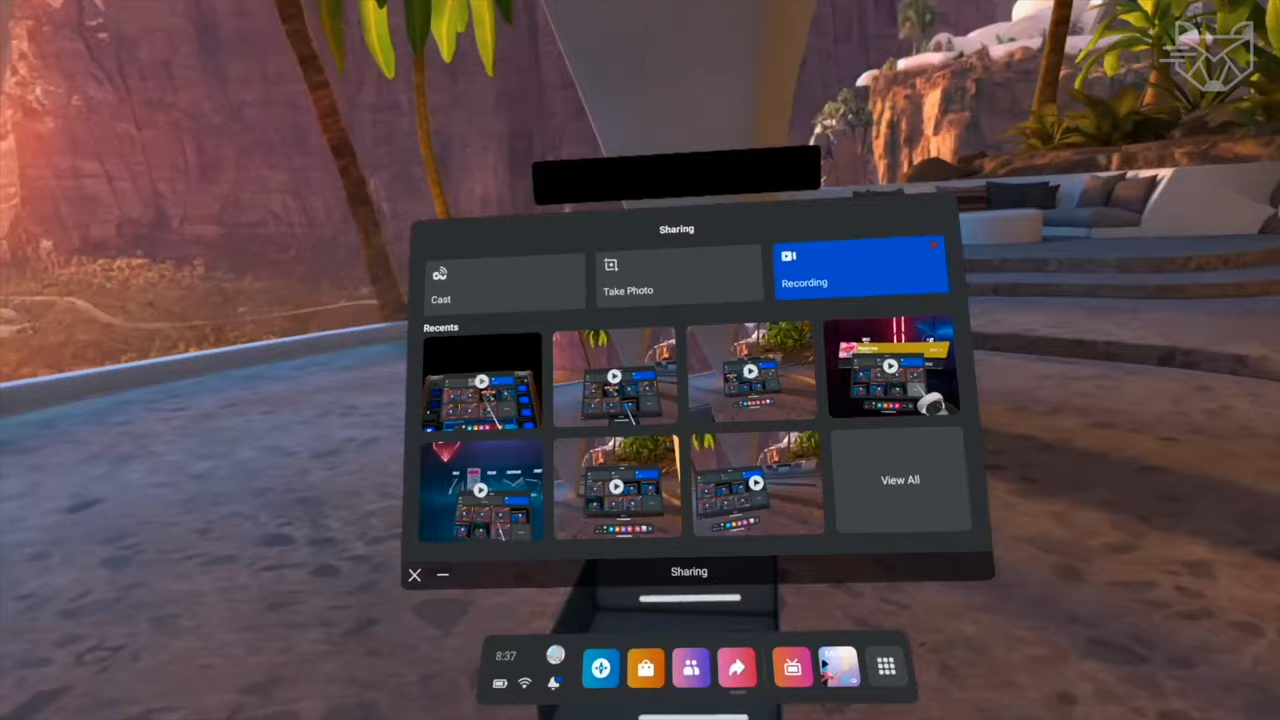 Sharing
Cast
Take Photo
Recording
Recents
View All
Sharing
8:37